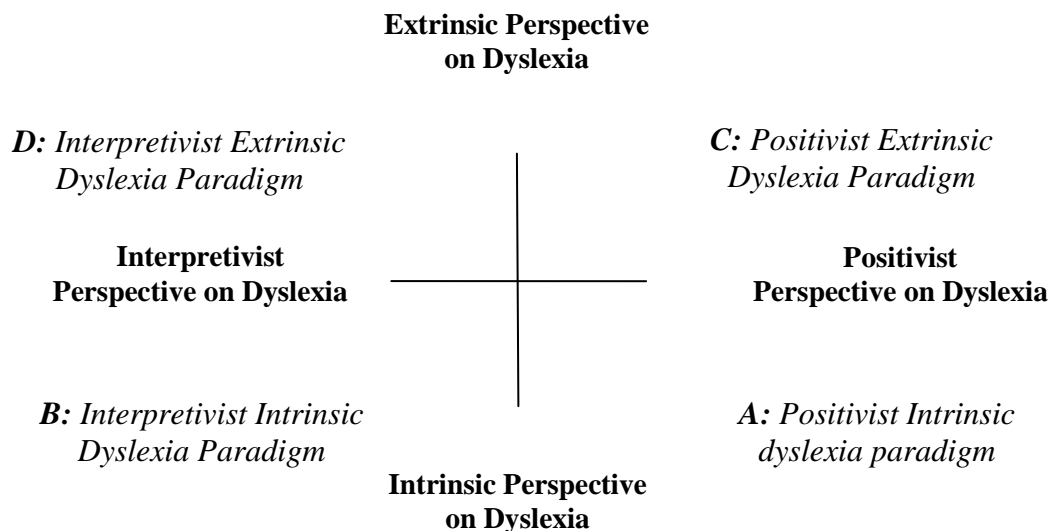 Extrinsic Perspective
on Dyslexia
D: Interpretivist Extrinsic
Dyslexia Paradigm
C: Positivist Extrinsic
Dyslexia Paradigm
Interpretivist
Perspective on Dyslexia
Positivist
Perspective on Dyslexia
B: Interpretivist Intrinsic
Dyslexia Paradigm
A: Positivist Intrinsic
dyslexia paradigm
Intrinsic Perspective
on Dyslexia